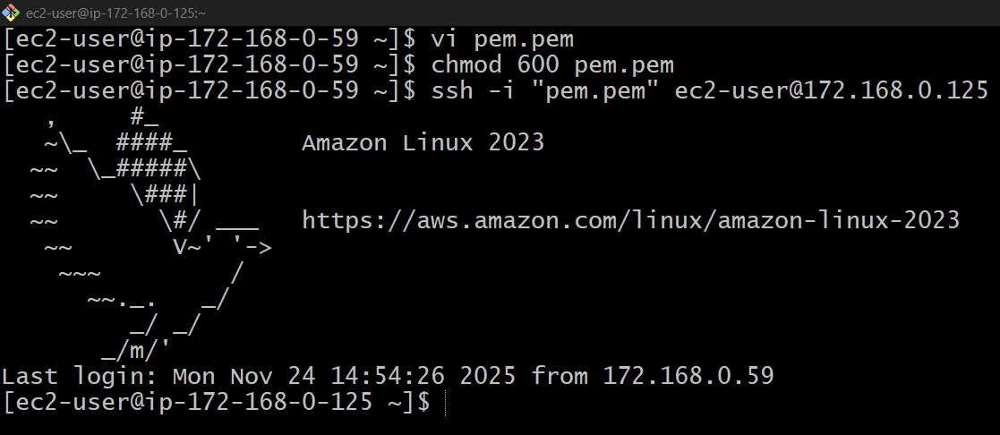 ec2-user@ip-172-168-0-125:~
[ec2-user@ip-172-168-0-59 ~]$ vi pem.pem
[ec2-user@ip-172-168-0-59 ~]$ chmod 600 pem.pem
[ec2-user@ip-172-168-0-59 ~]$ ssh -i "pem.pem" ec2-user@172.168.0.125
   ,     #_
   ~\_  ####_        Amazon Linux 2023
  ~~  \_#####\
  ~~     \###|
  ~~       \#/ ___   https://aws.amazon.com/linux/amazon-linux-2023
   ~~       V~' '->
    ~~~         /
      ~~._.   _/
         _/ _/
       _/m/'
Last login: Mon Nov 24 14:54:26 2025 from 172.168.0.59
[ec2-user@ip-172-168-0-125 ~]$